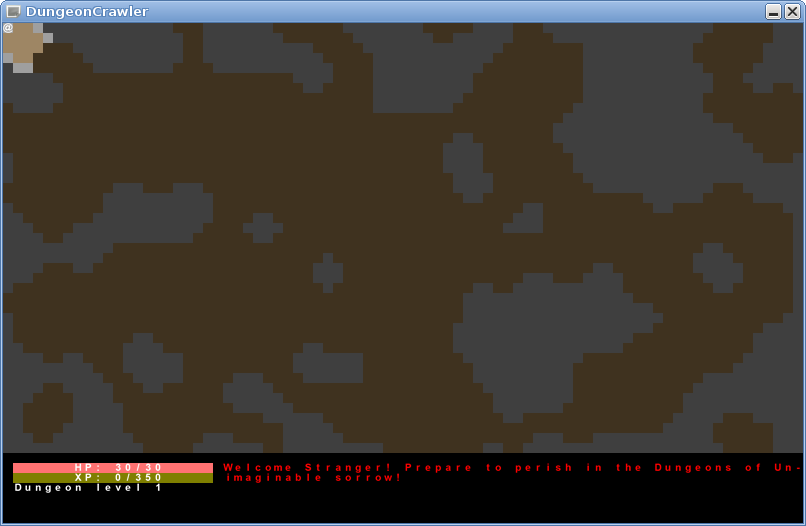 DungeonCrawler
@
HP: 30/30
Welcome Stranger! Prepare to perish in the Dungeons of Un-
XP: 0/350
imaginable sorrow!
Dungeon level 1